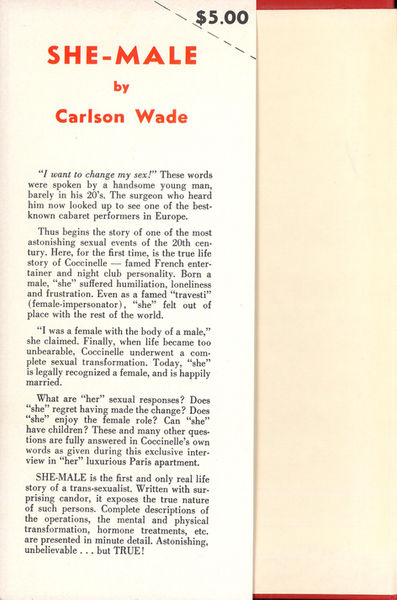 $5.00
SHE-MALE
by
Carlson Wade
"I want to change my sex!" These words
were spoken by a handsome young man,
barely in his 20's. The surgeon who heard
him now looked up to see one of the best-
known cabaret performers in Europe.
Thus begins the story of one of the most
astonishing sexual events of the 20th cen-
tury. Here, for the first time, is the true life
story of Coccinelle — famed French enter-
tainer and night club personality. Born a
male, "she" suffered humiliation, loneliness
and frustration. Even as a famed "travesti"
(female-impersonator), "she" felt out of
place with the rest of the world.
"I was a female with the body of a male,"
she claimed. Finally, when life became too
unbearable, Coccinelle underwent a com-
plete sexual transformation. Today, "she"
is legally recognized a female, and is happily
married.
What are "her" sexual responses? Does
"she" regret having made the change? Does
"she" enjoy the female role? Can "she"
have children? These and many other ques-
tions are fully answered in Coccinelle's own
words as given during this exclusive inter-
view in "her" luxurious Paris apartment.
SHE-MALE is the first and only real life
story of a trans-sexualist. Written with sur-
prising candor, it exposes the true nature
of such persons. Complete descriptions of
the operations, the mental and physical
transformation, hormone treatments, etc.
are presented in minute detail. Astonishing,
unbelievable . . . but TRUE!